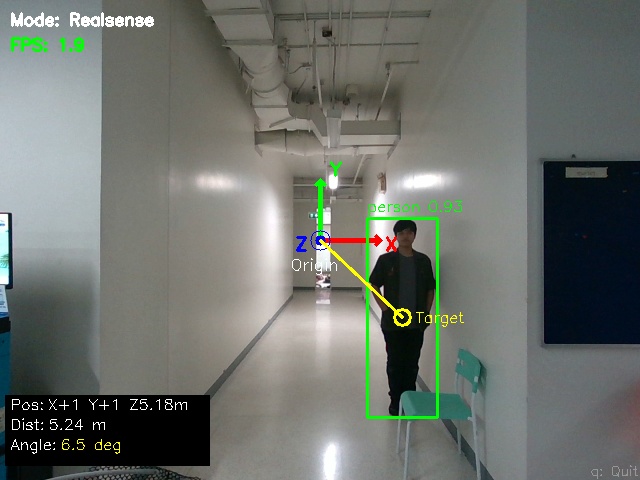 Mode: Realsense
FPS: 1.9
Y
person 0.93
Z
X
Origin
Target
Pos: X+1 Y+1 Z5.18m
Dist: 5.24 m
Angle: 6.5 deg
q: Quit